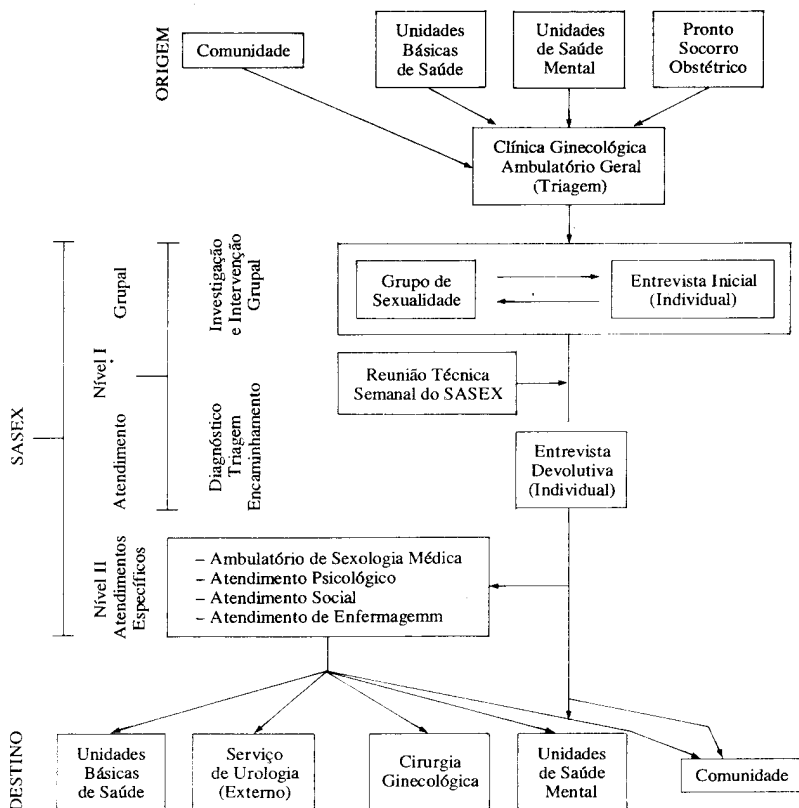 ORIGEM
Comunidade
Unidades
Básicas
de Saúde
Unidades
de Saúde
Mental
Pronto
Socorro
Obstétrico
Clínica Ginecológica
Ambulatório Geral
(Triagem)
SASEX
Nível I
Atendimento Grupal
Investigação
e Intervenção
Grupal
Grupo de
Sexualidade
Entrevista Inicial
(Individual)
Reunião Técnica
Semanal do SASEX
Diagnóstico
Triagem
Encaminhamento
Entrevista
Devolutiva
(Individual)
Nível II
Atendimentos
Específicos
– Ambulatório de Sexologia Médica
– Atendimento Psicológico
– Atendimento Social
– Atendimento de Enfermagemm
DESTINO
Unidades
Básicas
de Saúde
Serviço
de Urologia
(Externo)
Cirurgia
Ginecológica
Unidades
de Saúde
Mental
Comunidade